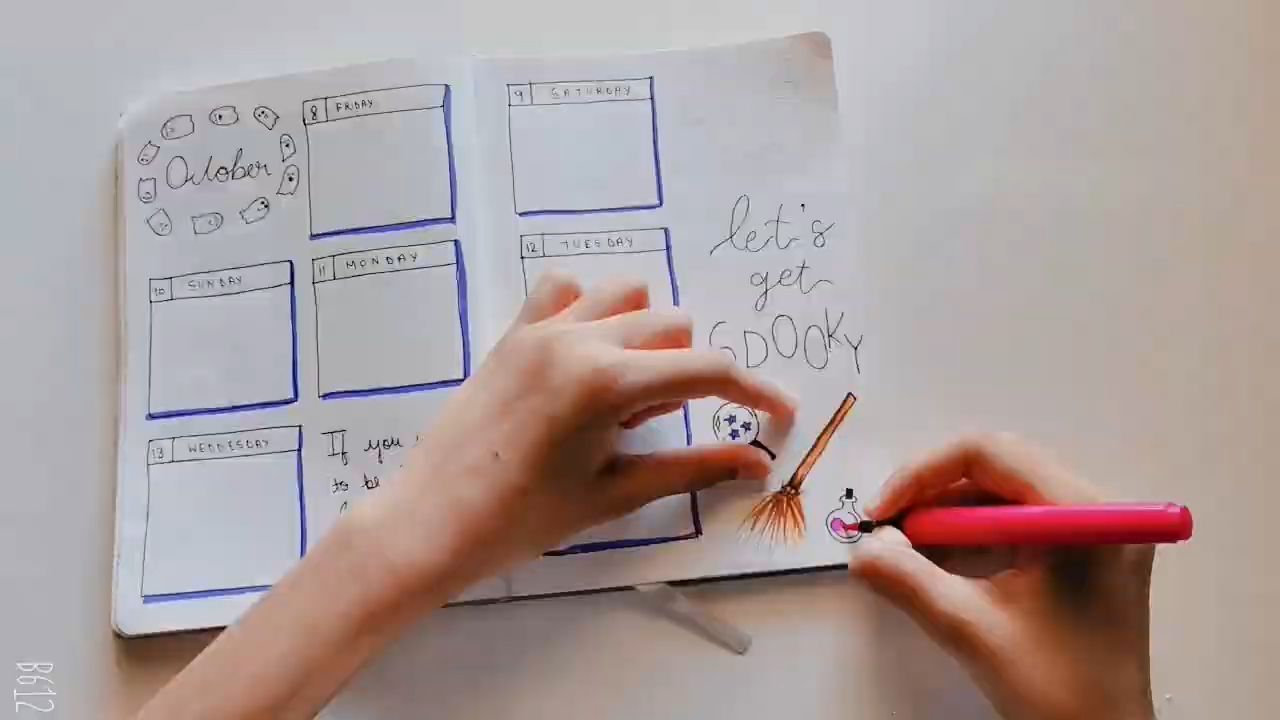 October
8 FRIDAY
9 SATURDAY
10 SUNDAY
11 MONDAY
12 TUESDAY
13 WEDDESDAY
If you
to be
let's
get
SPOOKY
B612